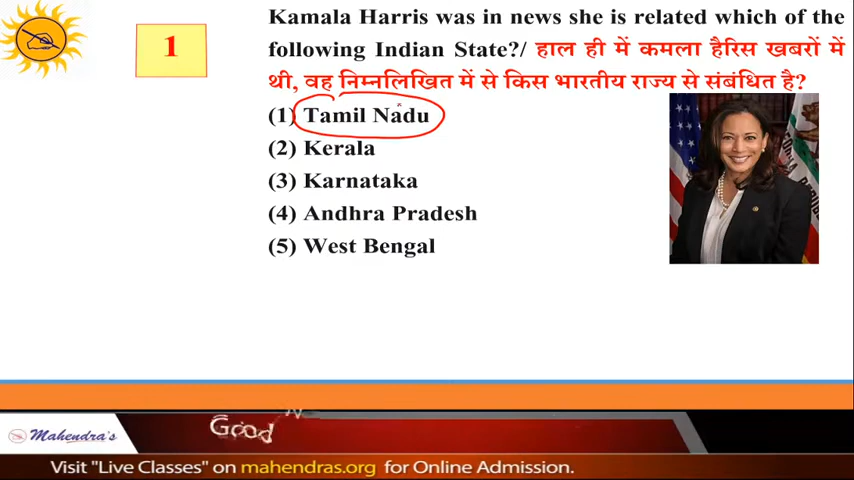 1
Kamala Harris was in news she is related which of the
following Indian State?/ हाल ही में कमला हैरिस खबरों में
थी, वह निम्नलिखित में से किस भारतीय राज्य से संबंधित है?
(1) Tamil Nadu
(2) Kerala
(3) Karnataka
(4) Andhra Pradesh
(5) West Bengal
Mahendra's
Good
Visit "Live Classes" on mahendras.org for Online Admission.